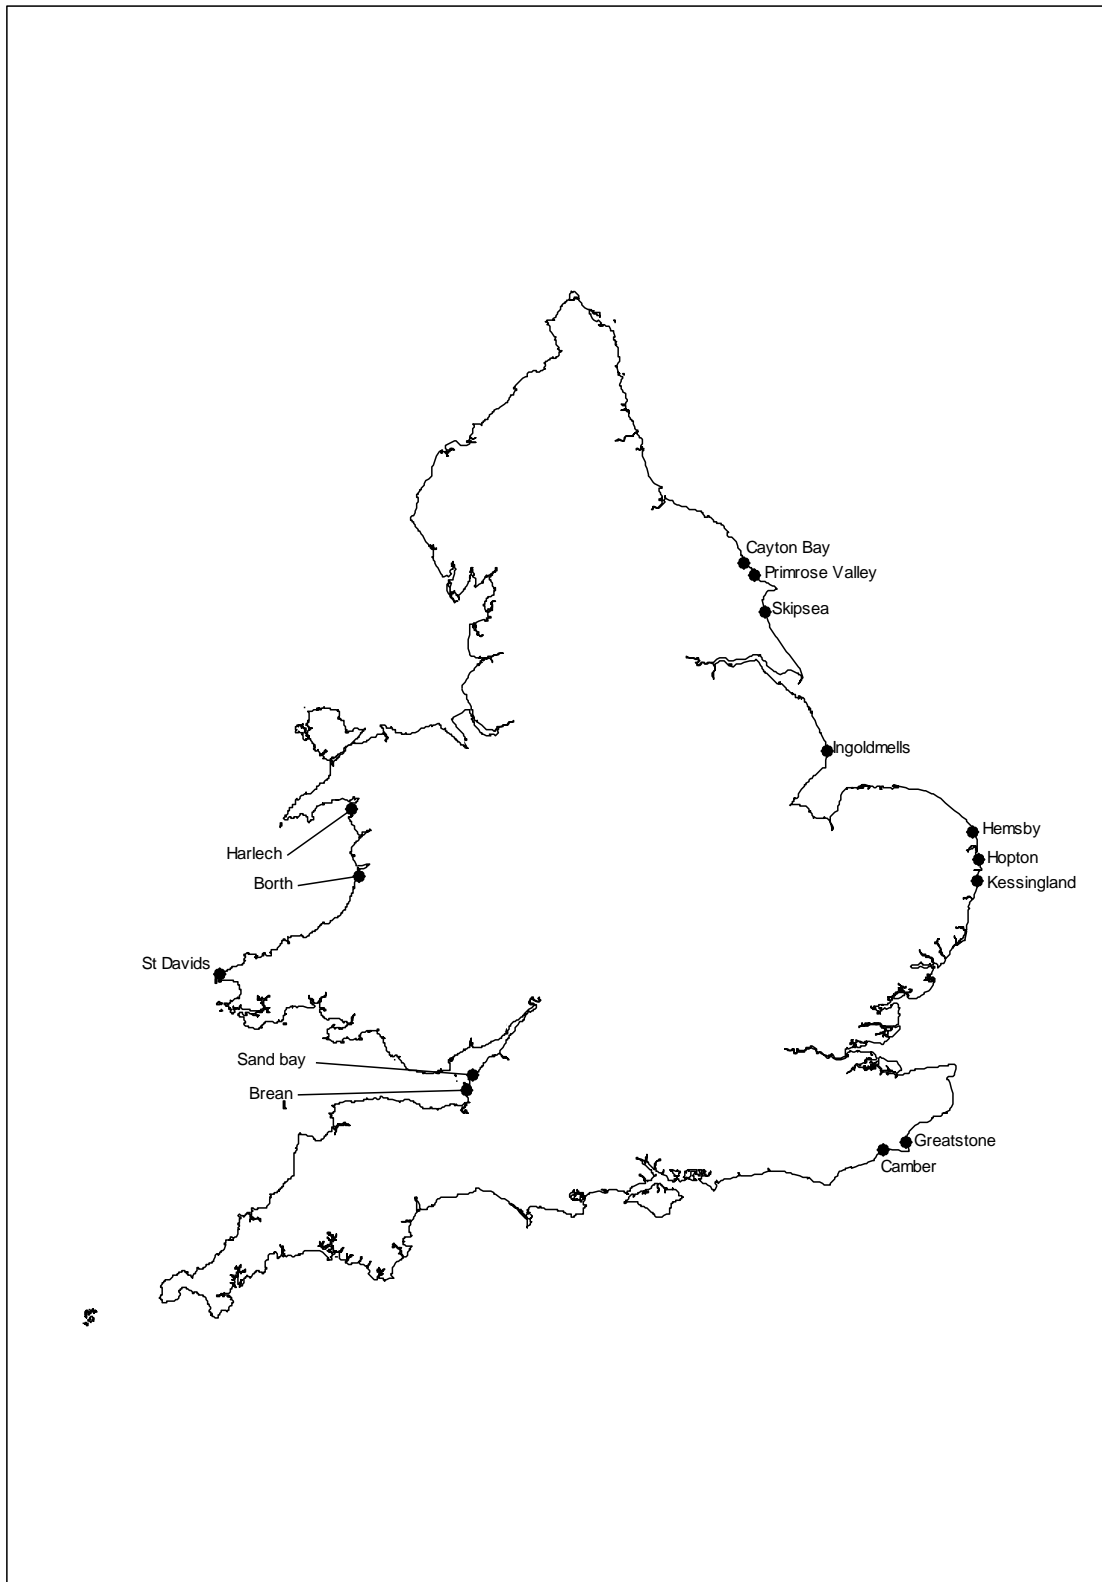 Cayton Bay
Primrose Valley
Skipsea
Ingoldmells
Hemsby
Harlech
Hopton
Borth
Kessingland
St Davids
Sand bay
Brean
Greatstone
Camber